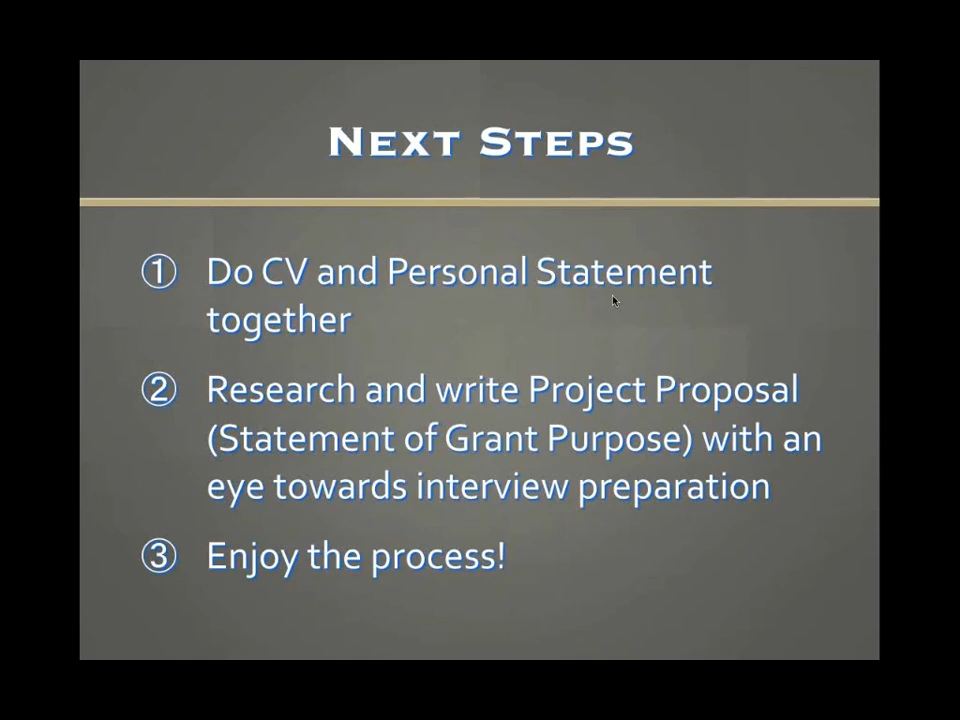 Next Steps
① Do CV and Personal Statement
together
② Research and write Project Proposal
(Statement of Grant Purpose) with an
eye towards interview preparation
③ Enjoy the process!